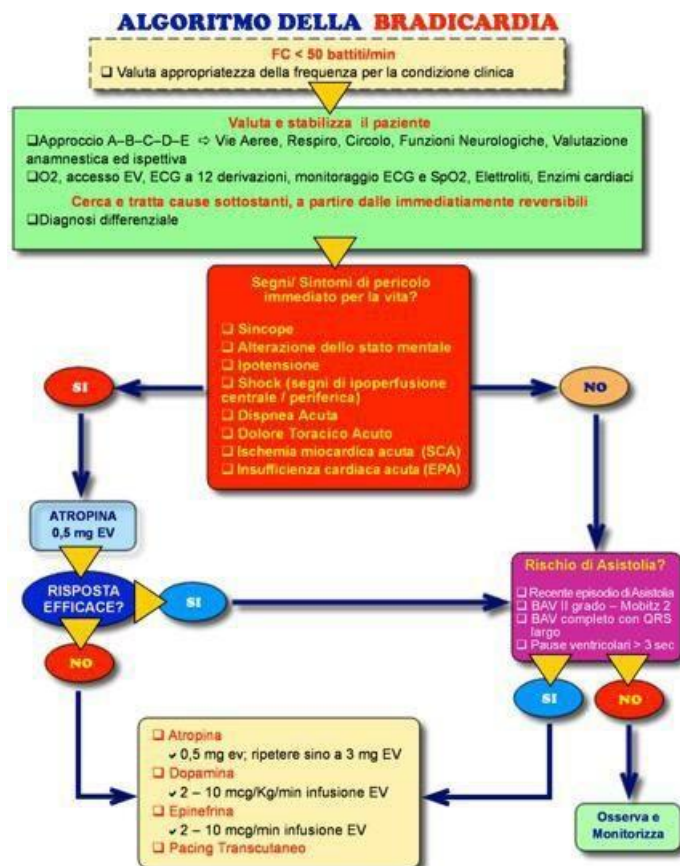 ALGORITMO DELLA BRADICARDIA
FC < 50 battiti/min
❑ Valuta appropatezza della frequenza per la condizione clinica
Valuta e stabilizza il paziente
❑Approccio A–B–C–D–E ⇨ Vie Aeree, Respiro, Circolo, Funzioni Neurologiche, Valutazione
anamnestica ed ispettiva
❑O2, accesso EV, ECG a 12 derivazioni, monitoraggio ECG e SpO2, Elettroliti, Enzimi cardiaci
Cerca e tratta cause sottostanti, a partire dalle immediatiamente reversibili
❑Diagnosi differenziale
Segni/ Sintomi di pericolo
immediato per la vita?
❑ Sincope
❑ Alterazione dello stato mentale
❑ Ipotensione
❑ Shock (segni di ipoperfusione
centrale / periferica)
❑ Dispnea Acuta
❑ Dolore Toracico Acuto
❑ Ischemia miocardica acuta (SCA)
❑ Insufficienza cardiaca acuta (EPA)
SI
NO
ATROPINA
0,5 mg EV
RISPOSTA
EFFICACE?
SI
NO
Rischio di Asistolia?
❑ Recente episodio di Asistolia
❑ BAV II grado – Mobitz 2
❑ BAV completo con QRS
largo
❑ Pause ventricolari > 3 sec
SI
NO
❑ Atropina
✓ 0,5 mg ev; ripetere sino a 3 mg EV
❑ Dopamina
✓ 2 – 10 mcg/Kg/min infusione EV
❑ Epinefrina
✓ 2 – 10 mcg/min infusione EV
❑ Pacing Transcutaneo
Osserva e
Monitorizza